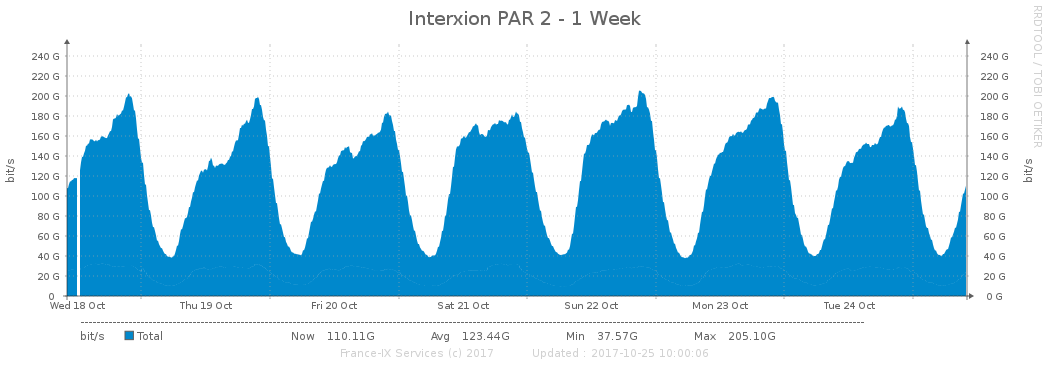 Interxion PAR 2 - 1 Week
RRDTOOL / TOBI OETIKER
bit/s
240 G
220 G
200 G
180 G
160 G
140 G
120 G
100 G
80 G
60 G
40 G
20 G
0
240 G
220 G
200 G
180 G
160 G
140 G
120 G
100 G
80 G
60 G
40 G
20 G
0 G
bit/s
Wed 18 Oct Thu 19 Oct Fri 20 Oct Sat 21 Oct Sun 22 Oct Mon 23 Oct Tue 24 Oct
bit/s Total Now 110.11G Avg 123.44G Min 37.57G Max 205.10G
France-IX Services (c) 2017 Updated : 2017-10-25 10:00:06